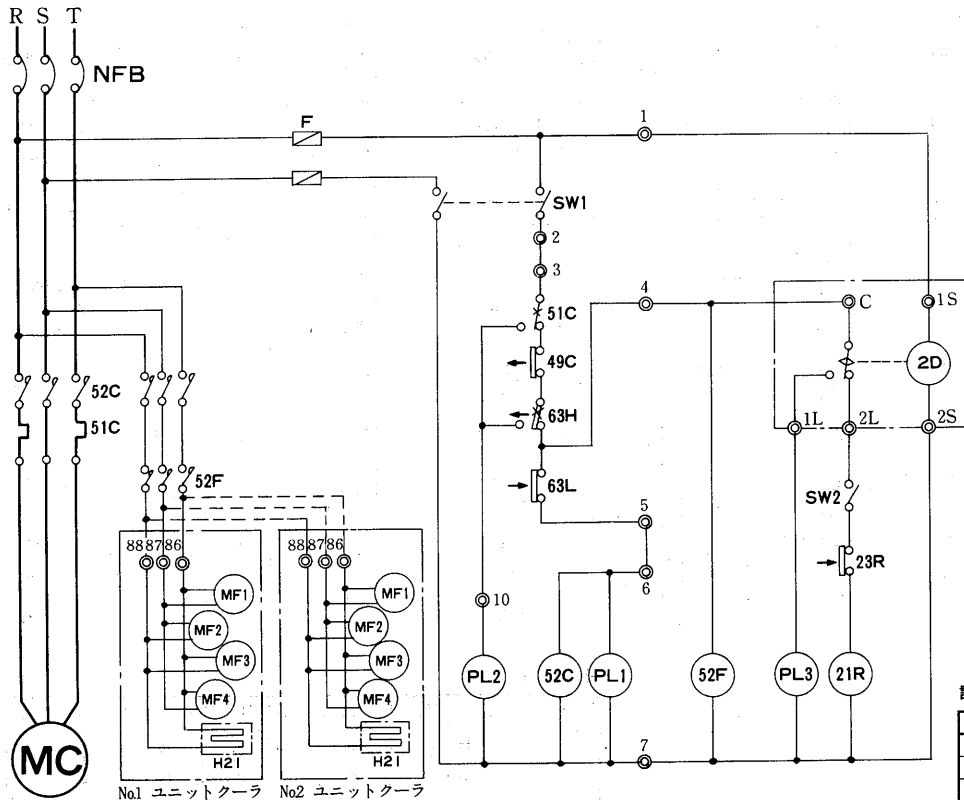 R S T
NFB
F
1
SW1
2
3
4
51C
C
1S
49C
2D
52C
63H
51C
1L
2L
2S
52F
63L
SW2
5
88 87 86
88 87 86
23R
6
MF1
MF1
10
MF2
MF2
MF3
MF3
PL2
52C
PL1
52F
PL3
21R
MF4
MF4
7
MC
H21
H21
No.1 ユニットクーラ
No.2 ユニットクーラ